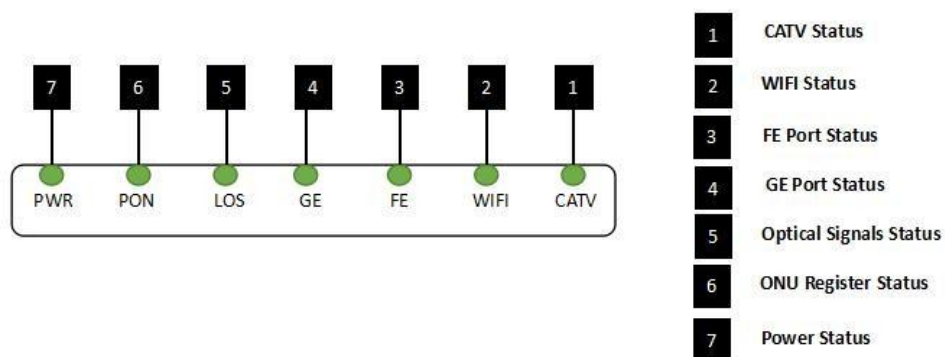 7 6 5 4 3 2 1
PWR PON LOS GE FE WIFI CATV
1 CATV Status
2 WIFI Status
3 FE Port Status
4 GE Port Status
5 Optical Signals Status
6 ONU Register Status
7 Power Status